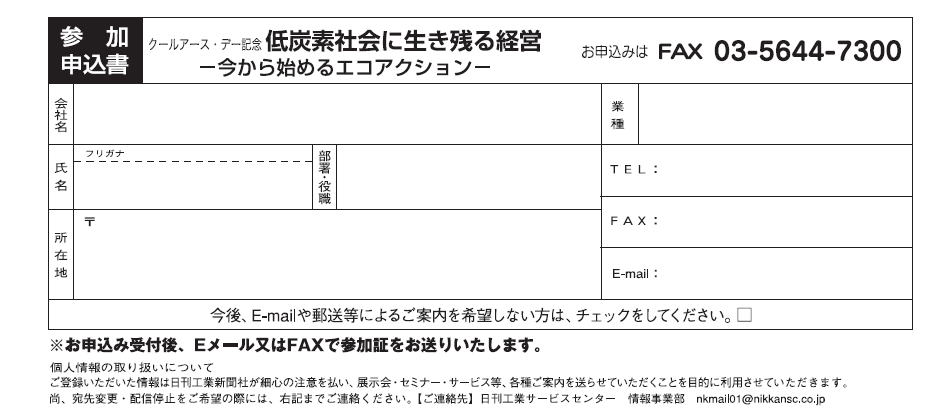 参 加
申込書
クールアース・デー記念 低炭素社会に生き残る経営
ー今から始めるエコアクションー
お申込みは FAX 03-5644-7300
会社名
業種
フリガナ
氏名
部署・役職
TEL：
〒
所在地
FAX：
E-mail：
今後、E-mailや郵送等によるご案内を希望しない方は、チェックをしてください。□
※お申込み受付後、Eメール又はFAXで参加証をお送りいたします。
個人情報の取り扱いについて
ご登録いただいた情報は日刊工業新聞社が細心の注意を払い、展示会・セミナー・サービス等、各種ご案内を送らせていただくことを目的に利用させていただきます。
尚、宛先変更・配信停止をご希望の際には、右記までご連絡ください。【ご連絡先】日刊工業サービスセンター 情報事業部 nkmail01@nikkansc.co.jp